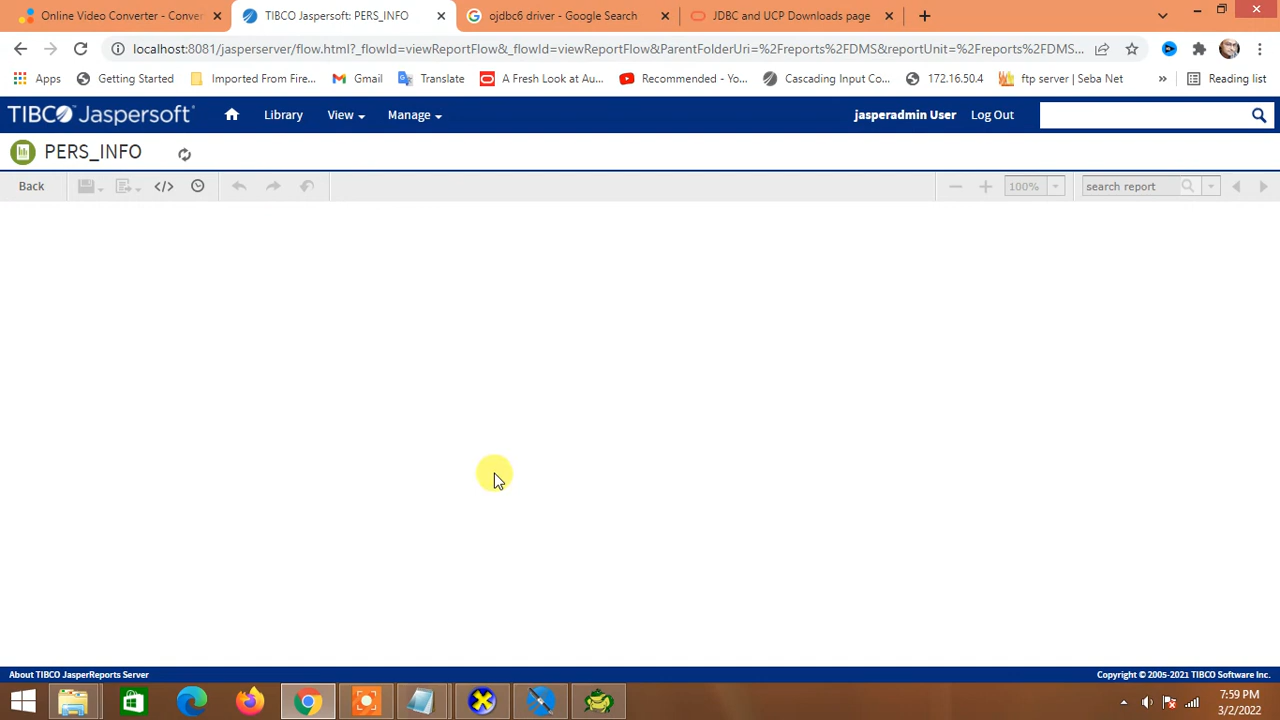 Online Video Converter - Conver
TIBCO Jaspersoft: PERS_INFO
ojdbc6 driver - Google Search
JDBC and UCP Downloads page
localhost:8081/jasperserver/flow.html?_flowId=viewReportFlow&_flowId=viewReportFlow&ParentFolderUri=%2Freports%2FDMS&reportUnit=%2Freports%2FDMS...
Apps
Getting Started
Imported From Fire...
Gmail
Translate
A Fresh Look at Au...
Recommended - Yo...
Cascading Input Co...
172.16.50.4
ftp server | Seba Net
»
Reading list
TIBCO Jaspersoft
Library
View
Manage
jasperadmin User
Log Out
PERS_INFO
Back
100%
search report
About TIBCO JasperReports Server
Copyright © 2005-2021 TIBCO Software Inc.
7:59 PM
3/2/2022